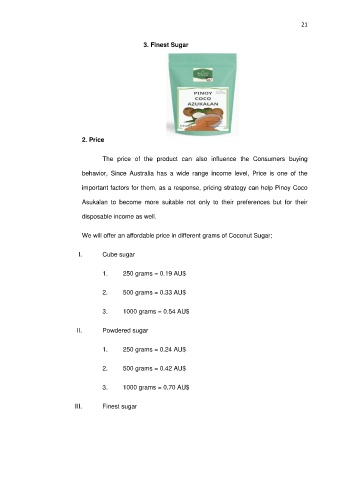 21
3. Finest Sugar
PINOY
COCO
AZUKALAN
2. Price
The price of the product can also influence the Consumers buying
behavior, Since Australia has a wide range income level, Price is one of the
important factors for them, as a response, pricing strategy can help Pinoy Coco
Asukalan to become more suitable not only to their preferences but for their
disposable income as well.
We will offer an affordable price in different grams of Coconut Sugar;
I. Cube sugar
1. 250 grams = 0.19 AU$
2. 500 grams = 0.33 AU$
3. 1000 grams = 0.54 AU$
II. Powdered sugar
1. 250 grams = 0.24 AU$
2. 500 grams = 0.42 AU$
3. 1000 grams = 0.70 AU$
III. Finest sugar